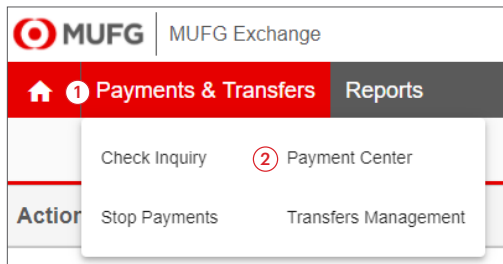 MUFG MUFG Exchange
1 Payments & Transfers Reports
Check Inquiry 2 Payment Center
Action
Stop Payments Transfers Management